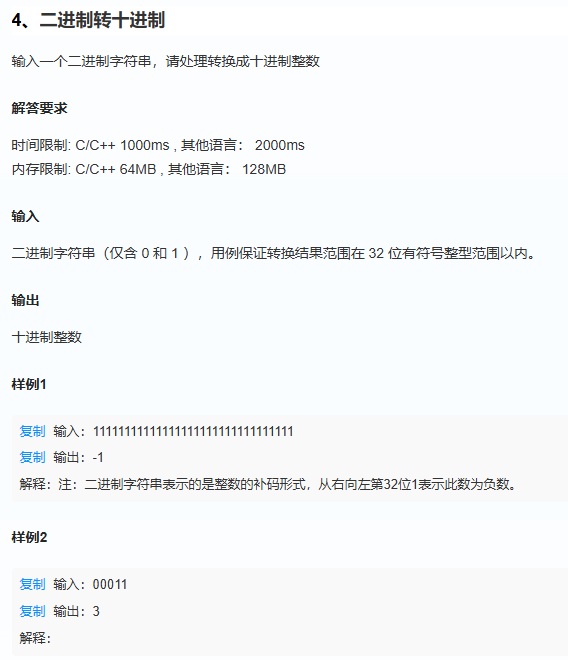 4、二进制转十进制
输入一个二进制字符串，请处理转换成十进制整数
解答要求
时间限制: C/C++ 1000ms , 其他语言： 2000ms
内存限制: C/C++ 64MB , 其他语言： 128MB
输入
二进制字符串（仅含 0 和 1 ），用例保证转换结果范围在 32 位有符号整型范围以内。
输出
十进制整数
样例1
复制 输入：11111111111111111111111111111111
复制 输出：-1
解释：注：二进制字符串表示的是整数的补码形式，从右向左第32位1表示此数为负数。
样例2
复制 输入：00011
复制 输出：3
解释：